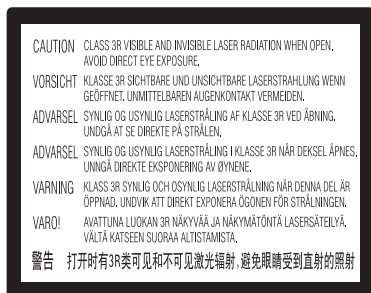 CAUTION CLASS 3R VISIBLE AND INVISIBLE LASER RADIATION WHEN OPEN.
AVOID DIRECT EYE EXPOSURE.
VORSICHT KLASSE 3R SICHTBARE UND UNSICHTBARE LASERSTRAHLUNG WENN
GEÖFFNET. UNMITTELBAREN AUGENKONTAKT VERMEIDEN.
ADVARSEL SYNLIG OG USYNLIG LASERSTRÅLING AF KLASSE 3R VED ÅBNING.
UNDGÅ AT SE DIREKTE PÅ STRÅLEN.
ADVARSEL SYNLIG OG USYNLIG LASERSTRÅLING I KLASSE 3R NÅR DEKSEL ÅPNES.
UNNGÅ DIREKTE EKSPONERING AV ØYNENE.
VARNING KLASS 3R SYNLIG OCH OSYNLIG LASERSTRÅLNING NÄR DENNA DEL ÄR
ÖPPNAD. UNDVIK ATT DIREKT EXPONERA ÖGONEN FÖR STRÅLNINGEN.
VARO! AVATTUNA LUOKAN 3R NÄKYVÄÄ JA NÄKYMÄTÖNTÄ LASERSÄTEILYÄ.
VÄLTÄ KATSEEN SUORAA ALTISTAMISTA.
警告 打开时有3R类可见和不可见激光辐射,避免眼睛受到直射的照射